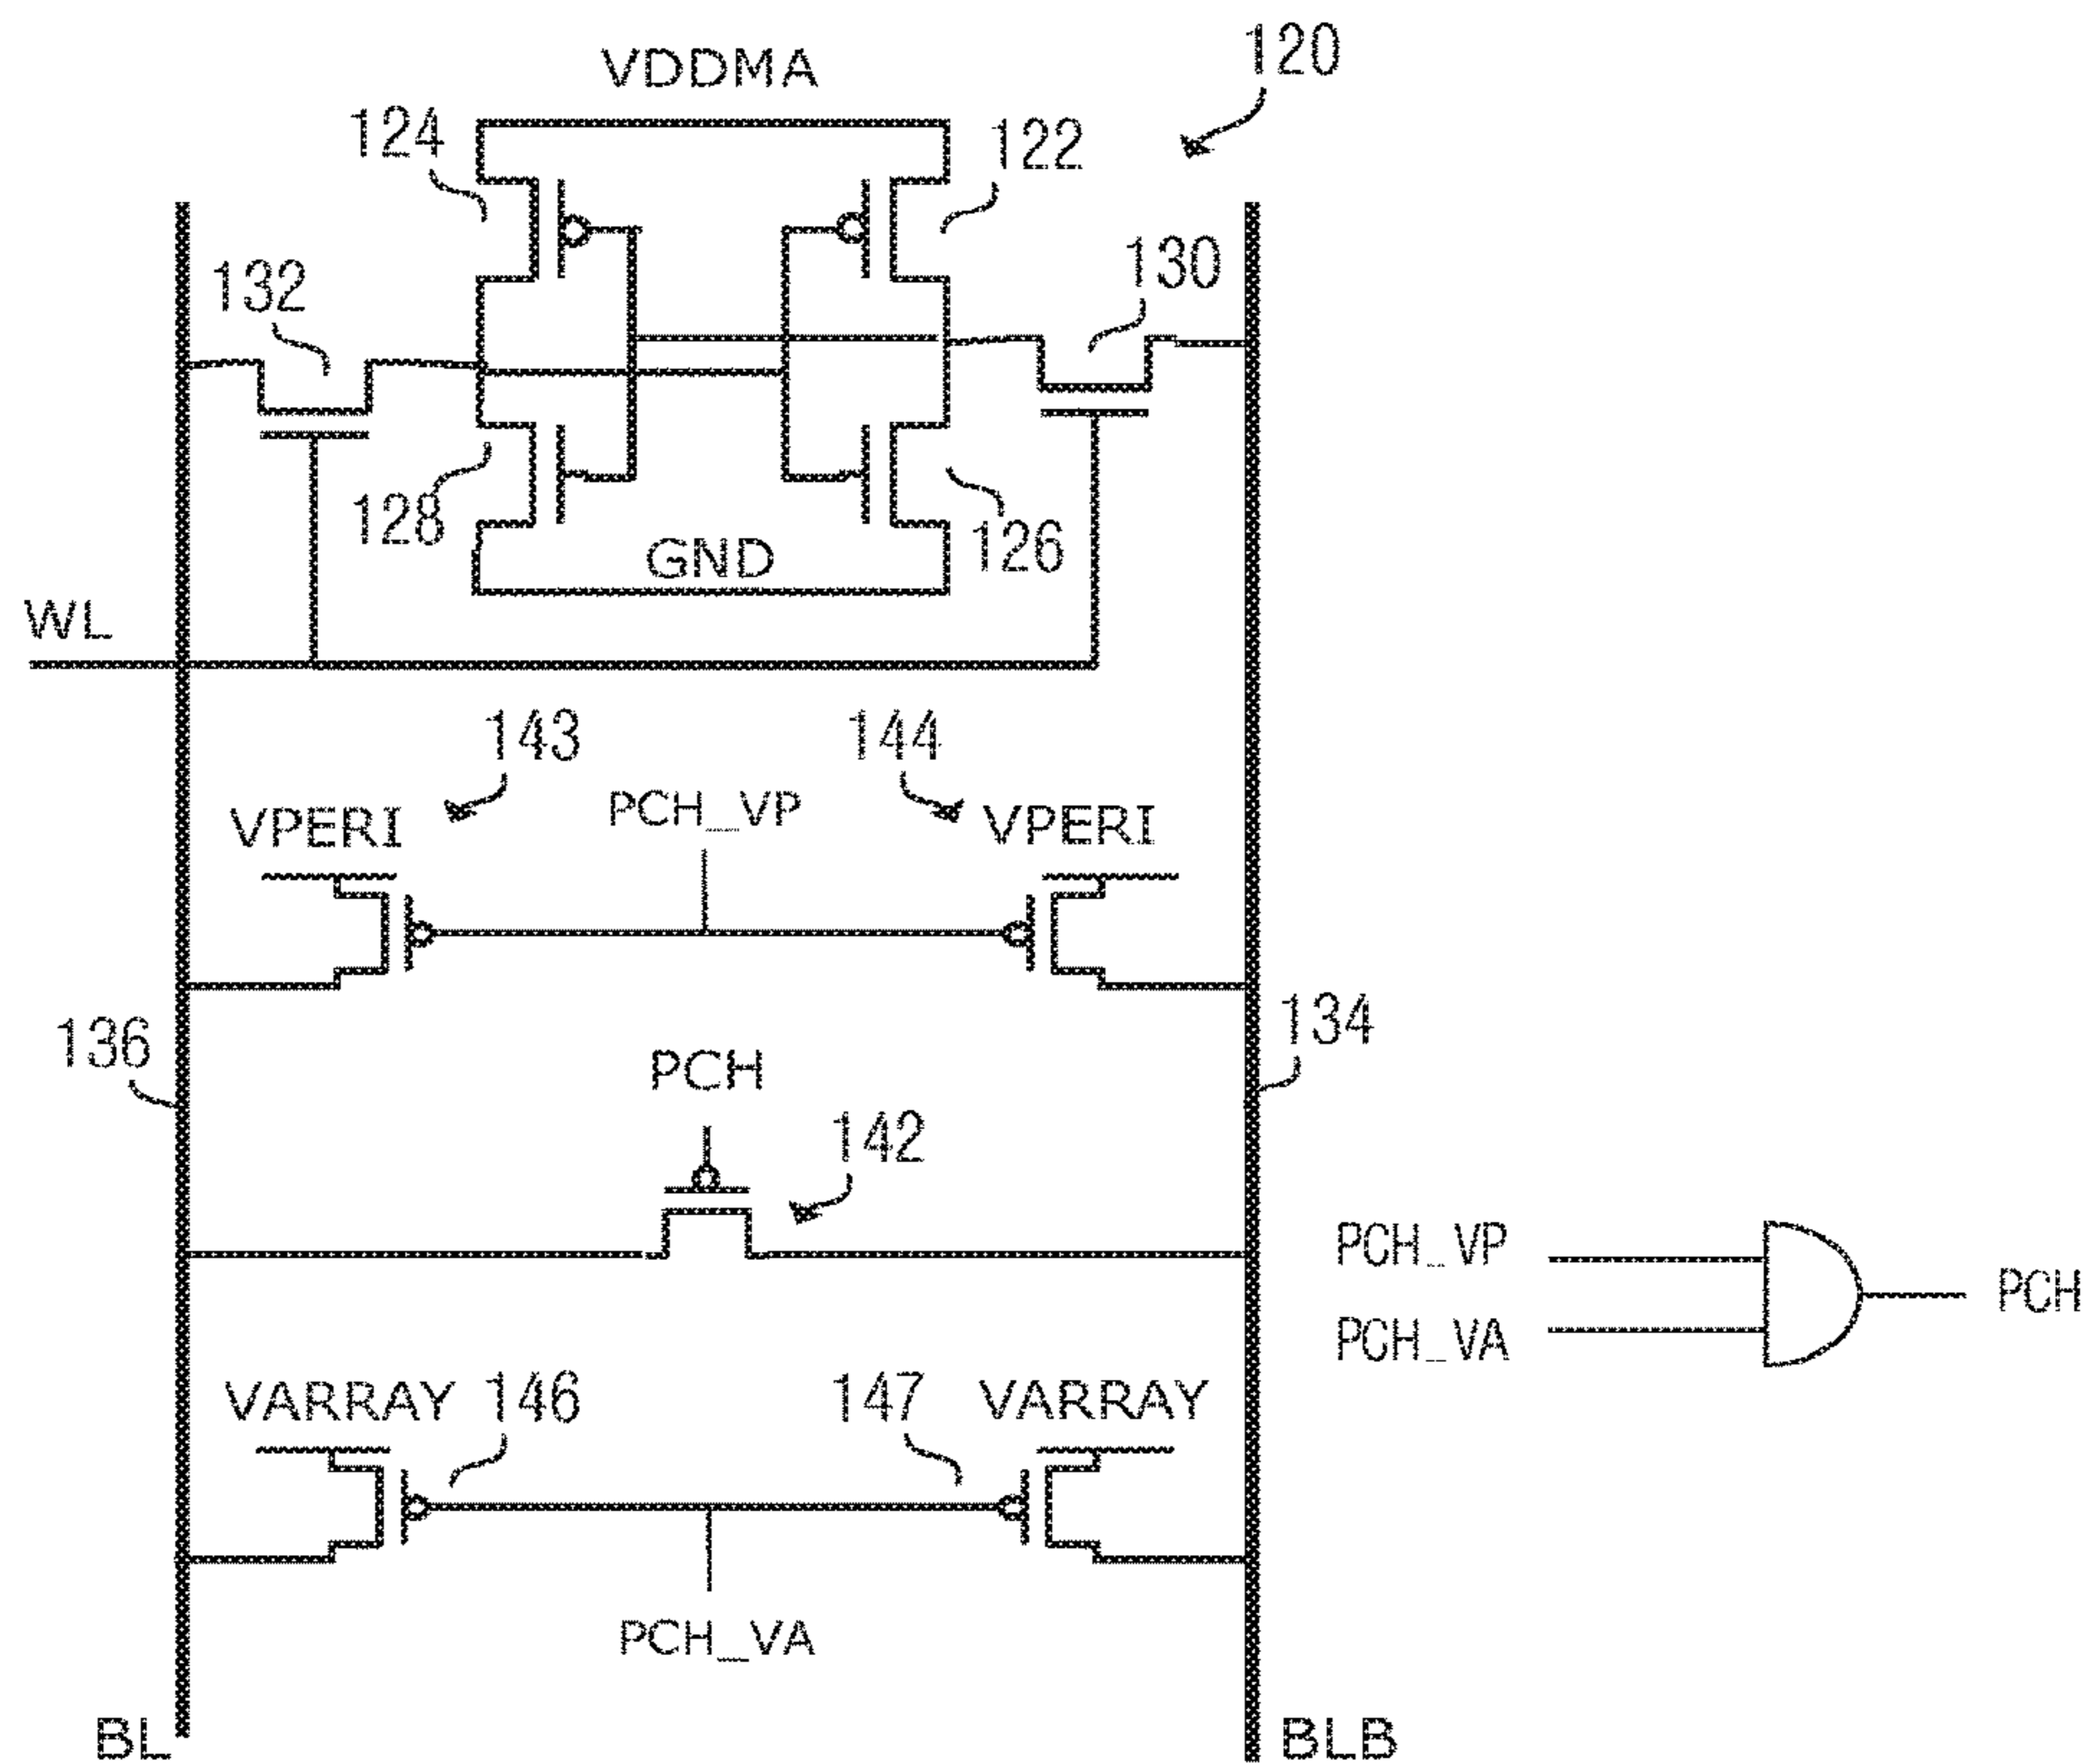 120
VDDMA
124
122
132
130
128
GND
126
WL
143
144
VPERI
PCH_VP
VPERI
136
134
PCH
142
PCH_VP
PCH
PCH_VA
VARRAY
146
147
VARRAY
PCH_VA
BL
BLB